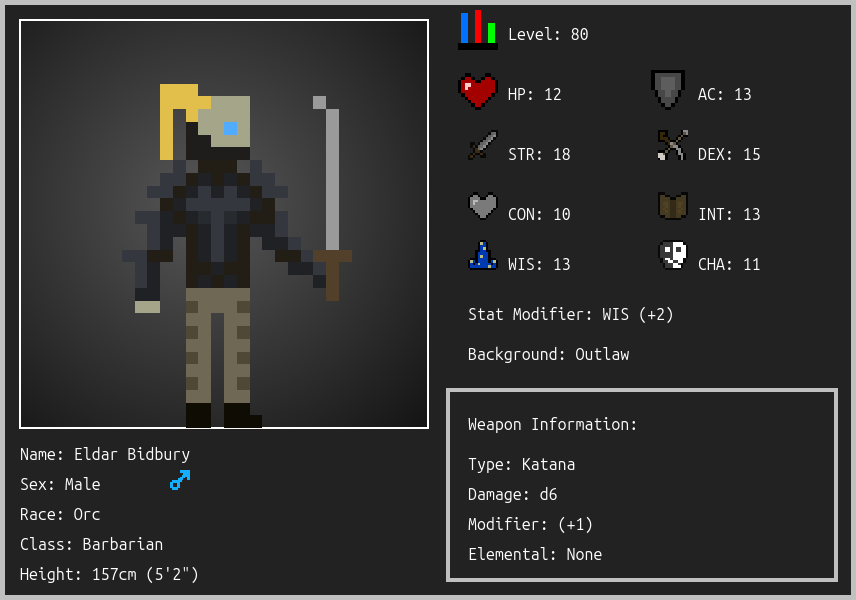 Level: 80
HP: 12
AC: 13
STR: 18
DEX: 15
CON: 10
INT: 13
WIS: 13
CHA: 11
Stat Modifier: WIS (+2)
Background: Outlaw
Weapon Information:
Type: Katana
Damage: d6
Modifier: (+1)
Elemental: None
Name: Eldar Bidbury
Sex: Male
Race: Orc
Class: Barbarian
Height: 157cm (5'2")